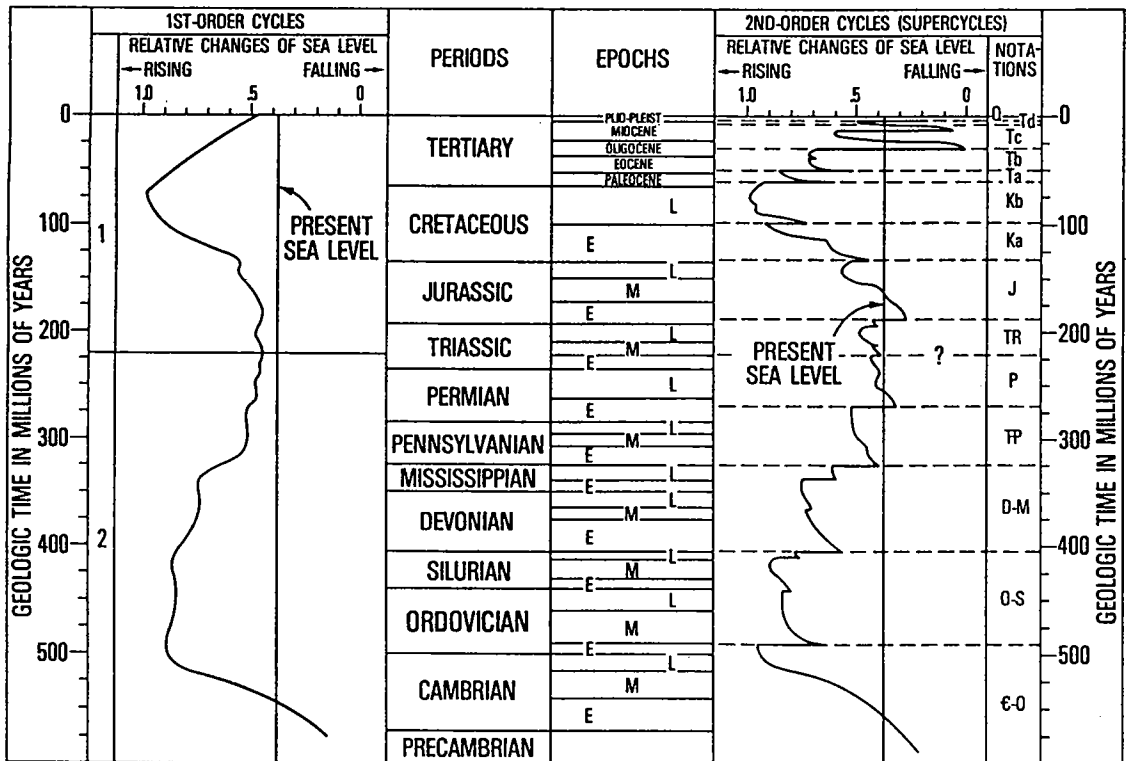 1ST-ORDER CYCLES
RELATIVE CHANGES OF SEA LEVEL
←RISING FALLING→
1.0 .5 0
PERIODS
EPOCHS
2ND-ORDER CYCLES (SUPERCYCLES)
RELATIVE CHANGES OF SEA LEVEL
←RISING FALLING→
1.0 .5 0
NOTA-
TIONS
GEOLOGIC TIME IN MILLIONS OF YEARS
0
100
200
300
400
500
1
2
PRESENT
SEA LEVEL
TERTIARY
CRETACEOUS
JURASSIC
TRIASSIC
PERMIAN
PENNSYLVANIAN
MISSISSIPPIAN
DEVONIAN
SILURIAN
ORDOVICIAN
CAMBRIAN
PRECAMBRIAN
PLIO-PLEIST
MIOCENE
OLIGOCENE
EOCENE
PALEOCENE
L
E
L
M
E
L
M
E
L
E
L
M
E
L
E
L
M
E
L
M
E
L
M
E
L
M
E
PRESENT
SEA LEVEL
?
Q
Td
Tc
Tb
Ta
Kb
Ka
J
TR
P
IP
D-M
O-S
€-O
0
100
200
300
400
500
GEOLOGIC TIME IN MILLIONS OF YEARS